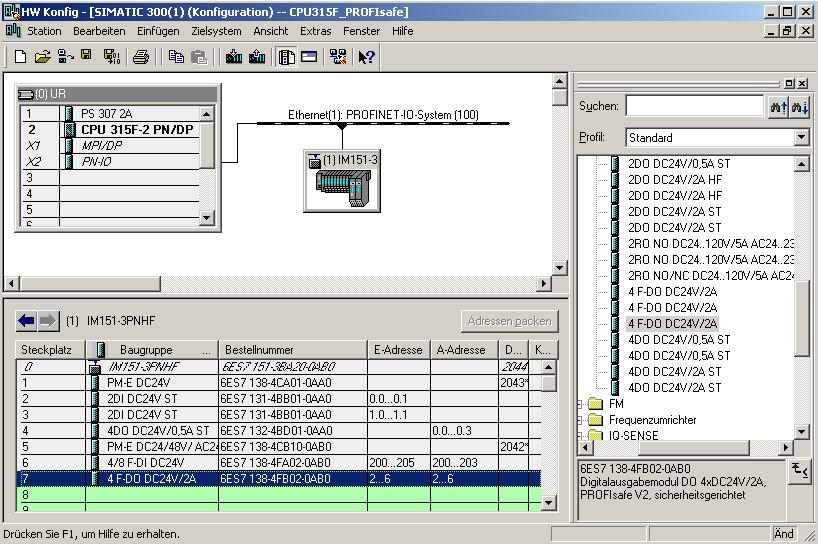 HW Konfig - [SIMATIC 300(1) (Konfiguration) -- CPU315F_PROFIsafe]
Station Bearbeiten Einfügen Zielsystem Ansicht Extras Fenster Hilfe
(0) UR
1 PS 307 2A
2 CPU 315F-2 PN/DP
X1 MPI/DP
X2 PN-IO
3
4
5
6
Ethernet(1): PROFINET-IO-System (100)
(1) IM151-3
Suchen:
Profil: Standard
2DO DC24V/0,5A ST
2DO DC24V/2A HF
2DO DC24V/2A HF
2DO DC24V/2A ST
2DO DC24V/2A ST
2RO NO DC24..120V/5A AC24..23
2RO NO DC24..120V/5A AC24..23
2RO NO/NC DC24..120V/5A AC24
4 F-DO DC24V/2A
4 F-DO DC24V/2A
4 F-DO DC24V/2A
4DO DC24V/0,5A ST
4DO DC24V/0,5A ST
4DO DC24V/2A ST
4DO DC24V/2A ST
FM
Frequenzumrichter
IQ-SENSE
6ES7 138-4FB02-0AB0
Digitalausgabemodul DO 4xDC24V/2A,
PROFIsafe V2, sicherheitsgerichtet
(1) IM151-3PNHF
Adressen packen
Steckplatz Baugruppe ... Bestellnummer E-Adresse A-Adresse D... K...
0 IM151-3PNHF 6ES7 151-3BA20-0AB0 2044
1 PM-E DC24V 6ES7 138-4CA01-0AA0 2043*
2 2DI DC24V ST 6ES7 131-4BB01-0AA0 0.0...0.1
3 2DI DC24V ST 6ES7 131-4BB01-0AA0 1.0...1.1
4 4DO DC24V/0,5A ST 6ES7 132-4BD01-0AA0 0.0...0.3
5 PM-E DC24/48V/ AC24 6ES7 138-4CB10-0AB0 2042*
6 4/8 F-DI DC24V 6ES7 138-4FA02-0AB0 200...205 200...203
7 4 F-DO DC24V/2A 6ES7 138-4FB02-0AB0 2...6 2...6
8
9
Drücken Sie F1, um Hilfe zu erhalten.
Änd